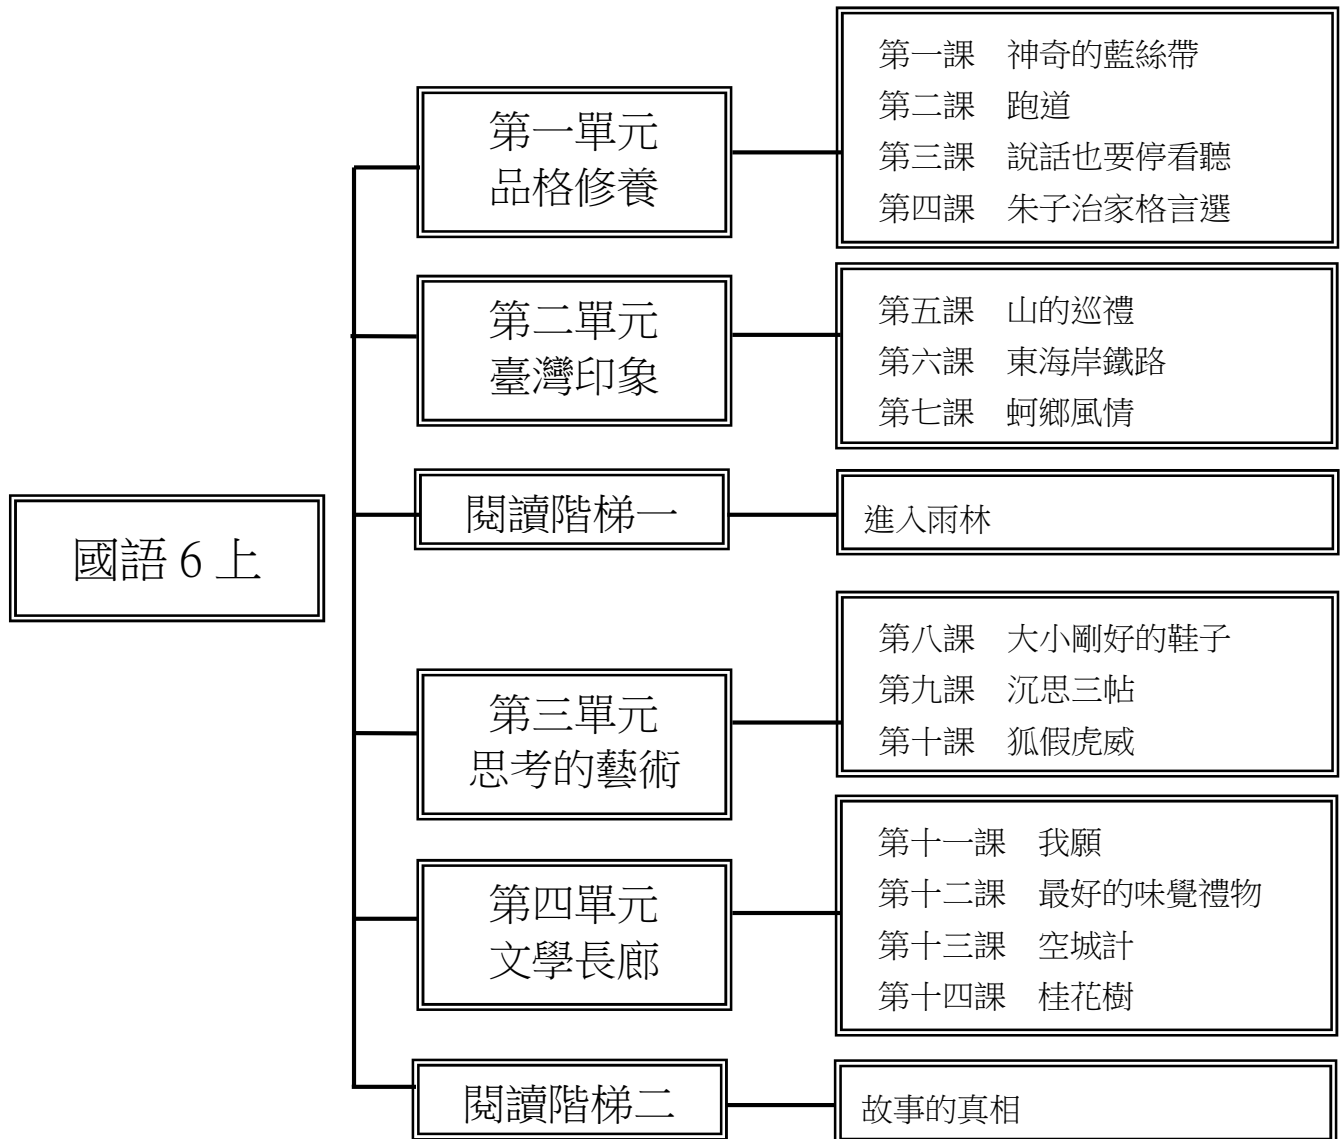 國語 6 上
第一單元
品格修養
第一課 神奇的藍絲帶
第二課 跑道
第三課 說話也要停看聽
第四課 朱子治家格言選
第二單元
臺灣印象
第五課 山的巡禮
第六課 東海岸鐵路
第七課 蚵鄉風情
閱讀階梯一
進入雨林
第三單元
思考的藝術
第八課 大小剛好的鞋子
第九課 沉思三帖
第十課 狐假虎威
第四單元
文學長廊
第十一課 我願
第十二課 最好的味覺禮物
第十三課 空城計
第十四課 桂花樹
閱讀階梯二
故事的真相